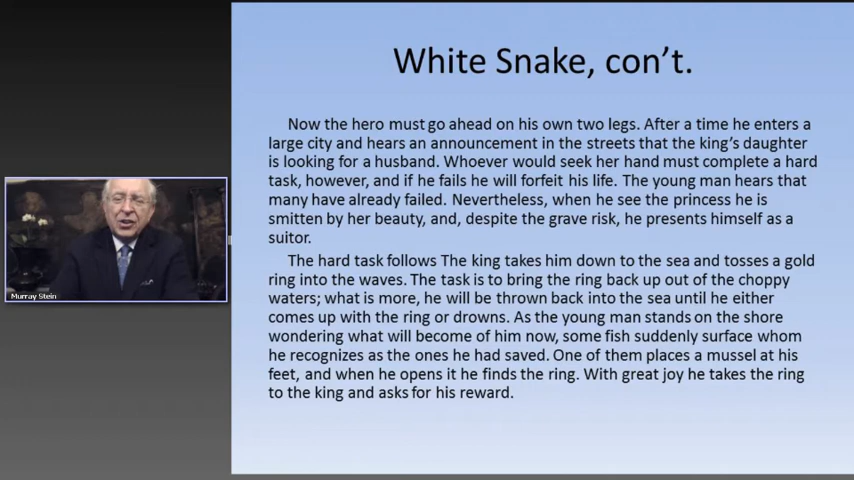 White Snake, con't.
Now the hero must go ahead on his own two legs. After a time he enters a
large city and hears an announcement in the streets that the king's daughter
is looking for a husband. Whoever would seek her hand must complete a hard
task, however, and if he fails he will forfeit his life. The young man hears that
many have already failed. Nevertheless, when he see the princess he is
smitten by her beauty, and, despite the grave risk, he presents himself as a
suitor.
The hard task follows The king takes him down to the sea and tosses a gold
ring into the waves. The task is to bring the ring back up out of the choppy
waters; what is more, he will be thrown back into the sea until he either
comes up with the ring or drowns. As the young man stands on the shore
wondering what will become of him now, some fish suddenly surface whom
he recognizes as the ones he had saved. One of them places a mussel at his
feet, and when he opens it he finds the ring. With great joy he takes the ring
to the king and asks for his reward.
Murray Stein